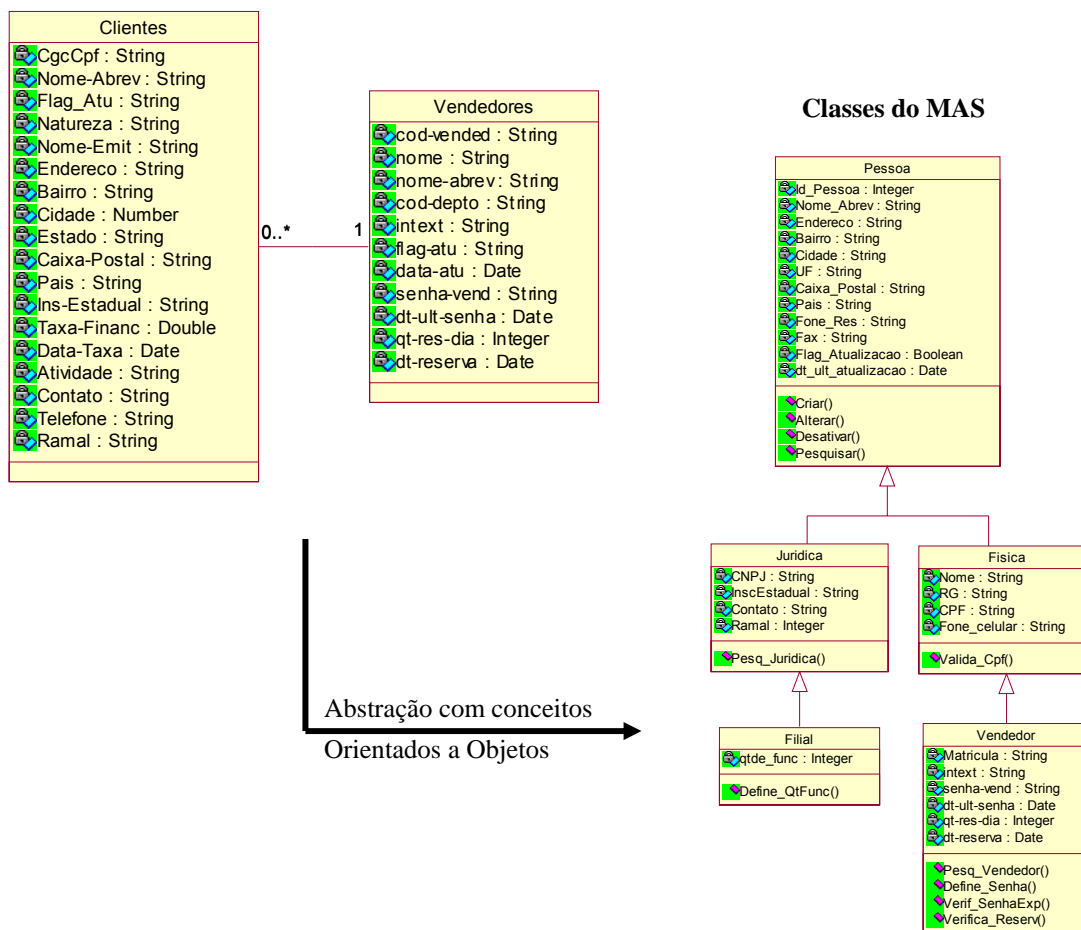 Clientes
CgcCpf : String
Nome-Abrev : String
Flag_Atu : String
Natureza : String
Nome-Emit : String
Endereco : String
Bairro : String
Cidade : Number
Estado : String
Caixa-Postal : String
Pais : String
Ins-Estadual : String
Taxa-Financ : Double
Data-Taxa : Date
Atividade : String
Contato : String
Telefone : String
Ramal : String
0..*
1
Vendedores
cod-vended : String
nome : String
nome-abrev : String
cod-depto : String
intext : String
flag-atu : String
data-atu : Date
senha-vend : String
dt-ult-senha : Date
qt-res-dia : Integer
dt-reserva : Date
Classes do MAS
Pessoa
Id_Pessoa : Integer
Nome_Abrev : String
Endereco : String
Bairro : String
Cidade : String
UF : String
Caixa_Postal : String
Pais : String
Fone_Res : String
Fax : String
Flag_Atualizacao : Boolean
dt_ult_atualizacao : Date
Criar()
Alterar()
Desativar()
Pesquisar()
Juridica
CNPJ : String
InscEstadual : String
Contato : String
Ramal : Integer
Pesq_Juridica()
Fisica
Nome : String
RG : String
CPF : String
Fone_celular : String
Valida_Cpf()
Abstração com conceitos
Orientados a Objetos
Filial
qtde_func : Integer
Define_QtFunc()
Vendedor
Matricula : String
intext : String
senha-vend : String
dt-ult-senha : Date
qt-res-dia : Integer
dt-reserva : Date
Pesq_Vendedor()
Define_Senha()
Verif_SenhaExp()
Verifica_Reserv()